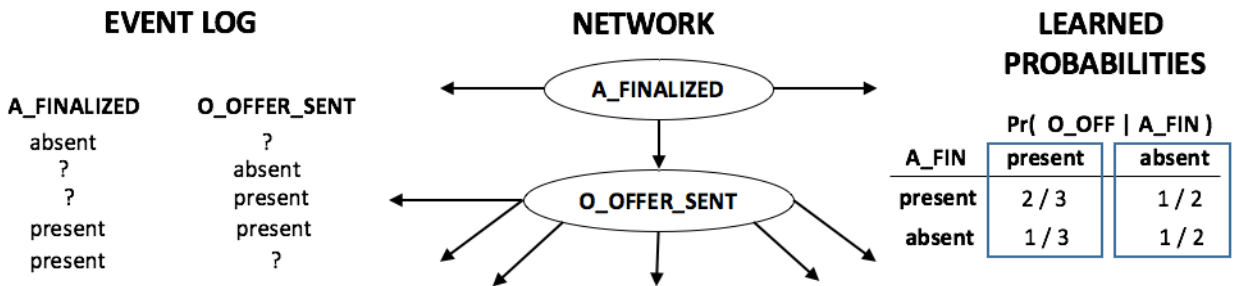 EVENT LOG
A_FINALIZED O_OFFER_SENT
absent ?
? absent
? present
present present
present ?
NETWORK
A_FINALIZED
O_OFFER_SENT
LEARNED
PROBABILITIES
Pr( O_OFF | A_FIN )
A_FIN present absent
present 2 / 3 1 / 2
absent 1 / 3 1 / 2